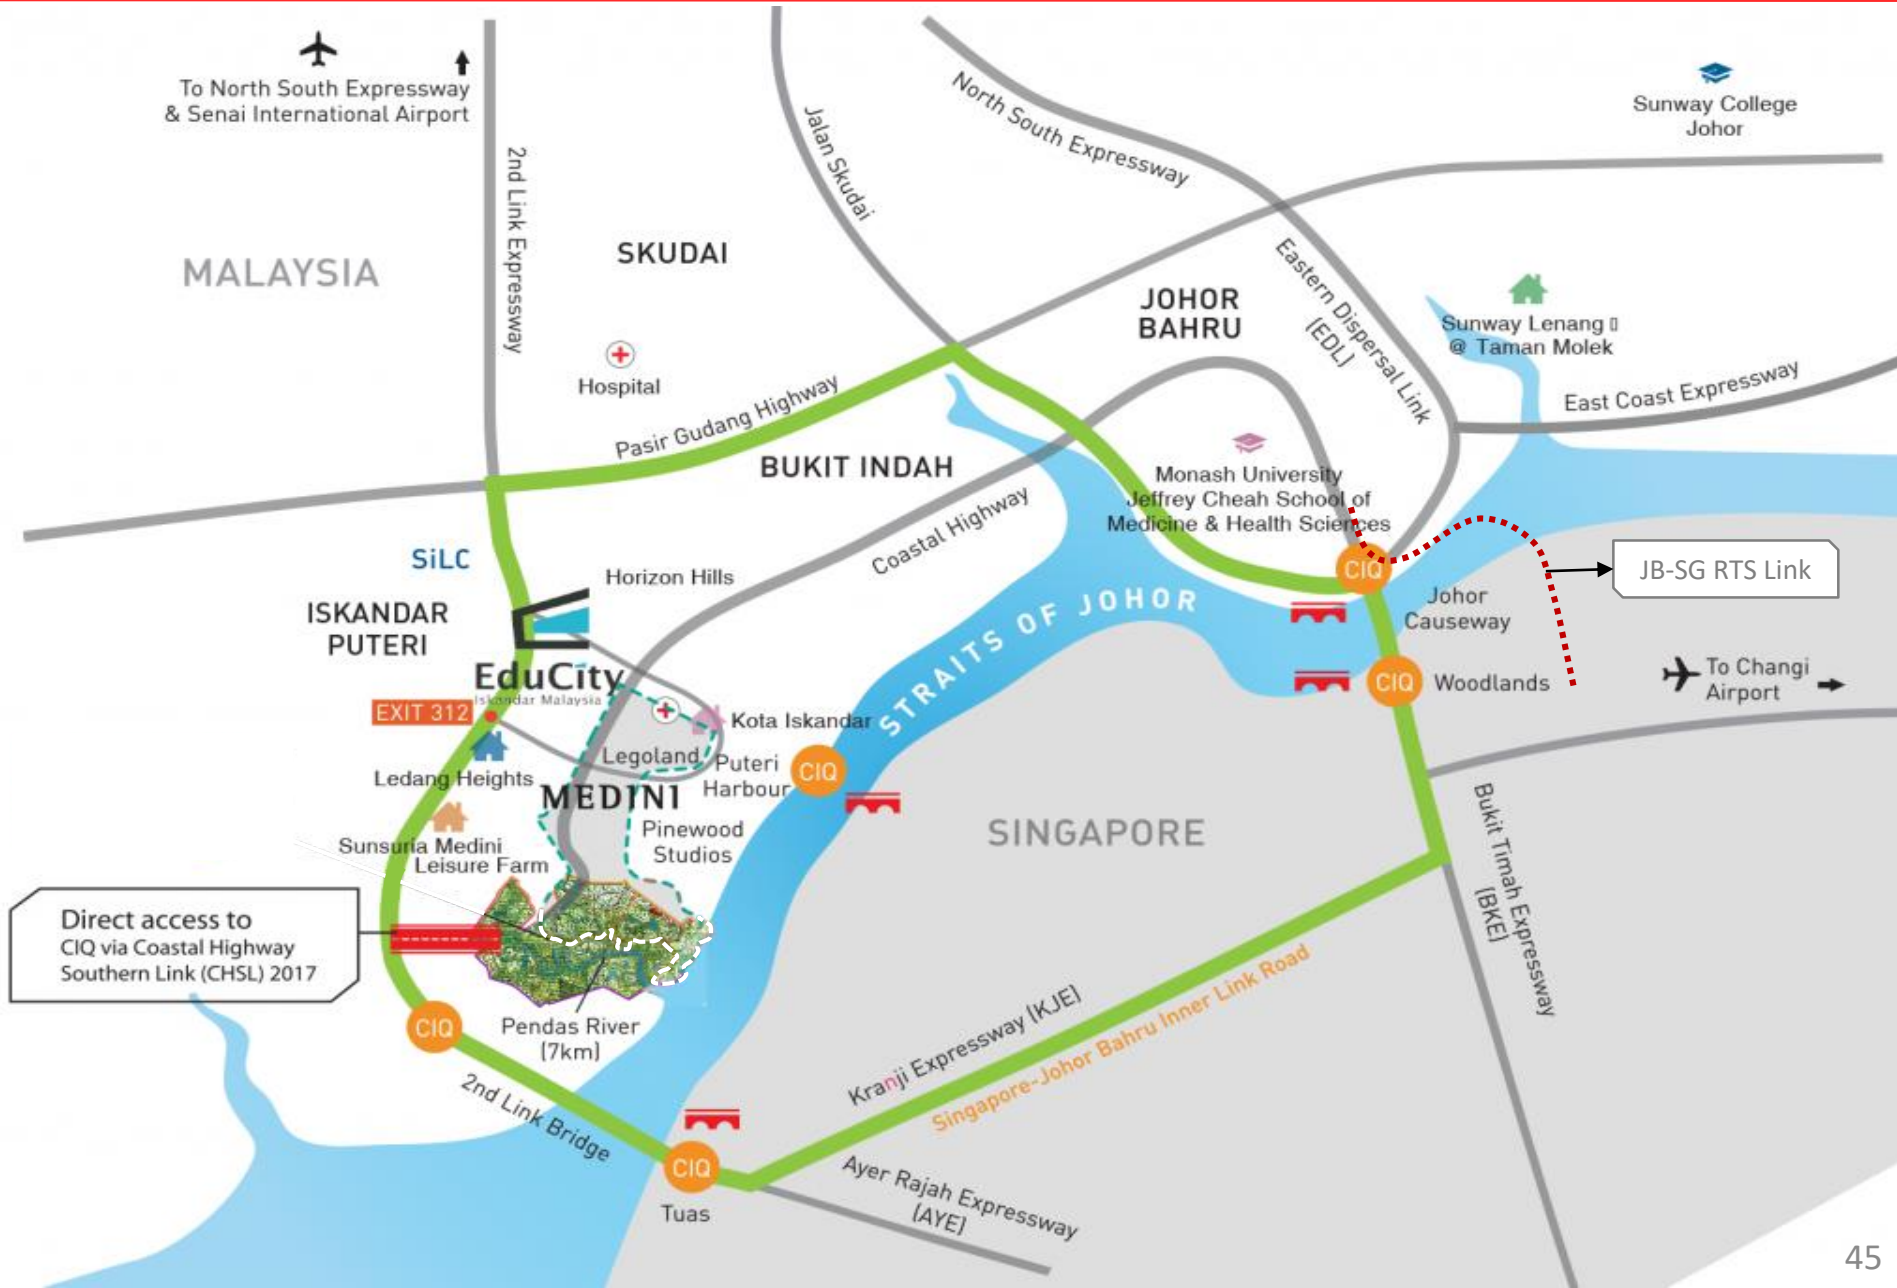 To North South Expressway
& Senai International Airport
2nd Link Expressway
Jalan Skudai
North South Expressway
Sunway College
Johor
MALAYSIA
SKUDAI
JOHOR
BAHRU
Eastern Dispersal Link
(EDL)
Sunway Lenang
@ Taman Molek
Hospital
East Coast Expressway
Pasir Gudang Highway
BUKIT INDAH
Coastal Highway
Monash University
Jeffrey Cheah School of
Medicine & Health Sciences
SiLC
Horizon Hills
ISKANDAR
PUTERI
CIQ
JB-SG RTS Link
STRAITS OF JOHOR
Johor
Causeway
EduCity
Iskandar Malaysia
EXIT 312
CIQ
Woodlands
To Changi
Airport
Kota Iskandar
Legoland
Puteri
Harbour
CIQ
Ledang Heights
MEDINI
Pinewood
Studios
SINGAPORE
Bukit Timah Expressway
(BKE)
Sunsuria Medini
Leisure Farm
Direct access to
CIQ via Coastal Highway
Southern Link (CHSL) 2017
CIQ
Pendas River
(7km)
Kranji Expressway (KJE)
Singapore-Johor Bahru Inner Link Road
2nd Link Bridge
CIQ
Tuas
Ayer Rajah Expressway
(AYE)
45